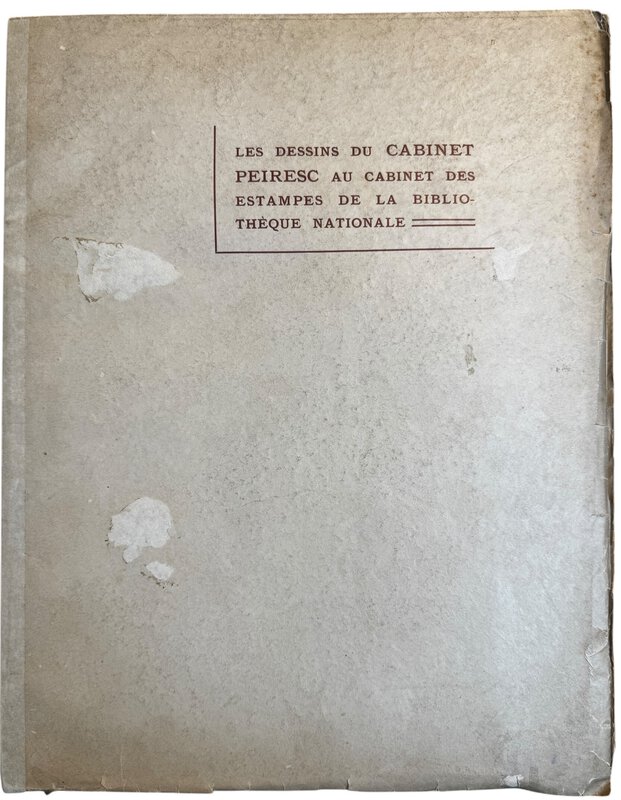 LES DESSINS DU CABINET
PEIRESC AU CABINET DES
ESTAMPES DE LA BIBLIO-
THÈQUE NATIONALE